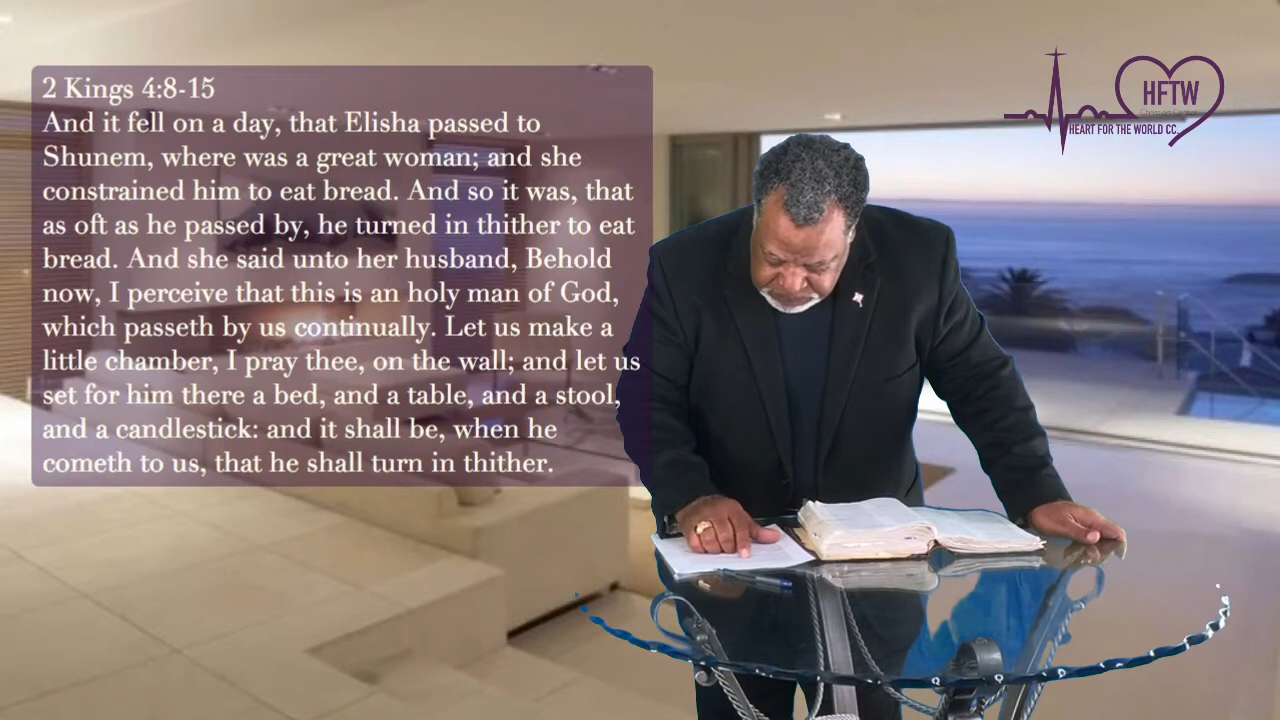 2 Kings 4:8-15
And it fell on a day, that Elisha passed to
Shunem, where was a great woman; and she
constrained him to eat bread. And so it was, that
as oft as he passed by, he turned in thither to eat
bread. And she said unto her husband, Behold
now, I perceive that this is an holy man of God,
which passeth by us continually. Let us make a
little chamber, I pray thee, on the wall; and let us
set for him there a bed, and a table, and a stool,
and a candlestick: and it shall be, when he
cometh to us, that he shall turn in thither.
HFTW
HEART FOR THE WORLD CC.